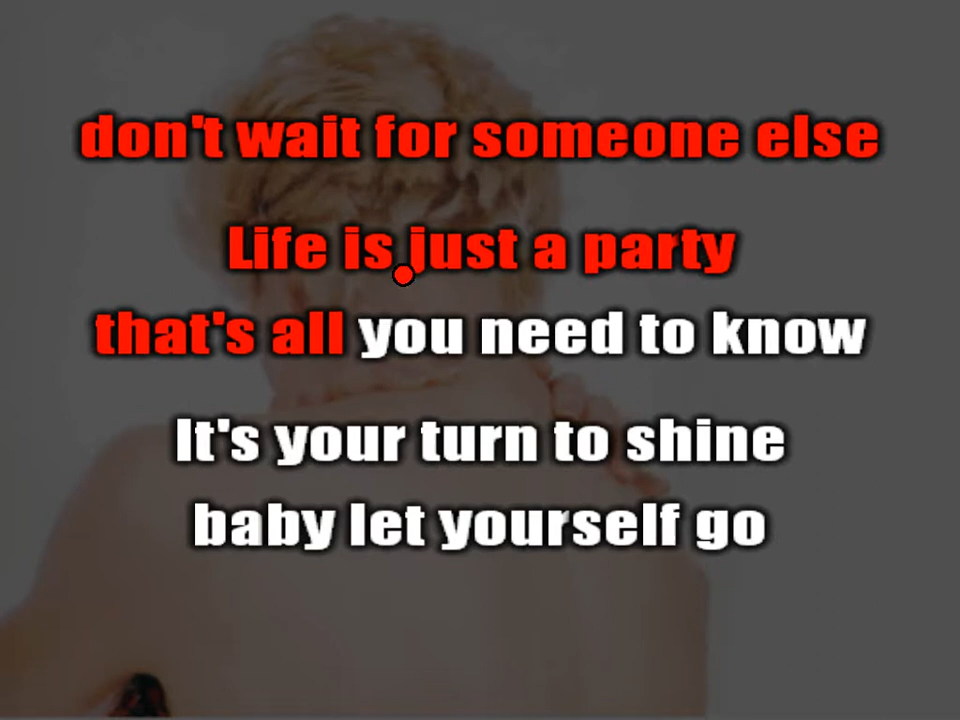 don't wait for someone else
Life is just a party
that's all you need to know
It's your turn to shine
baby let yourself go